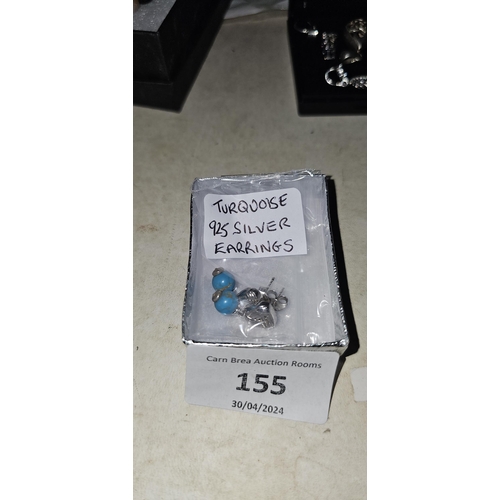 TURQUOISE
925 SILVER
EARRINGS
Carn Brea Auction Rooms
155
30/04/2024